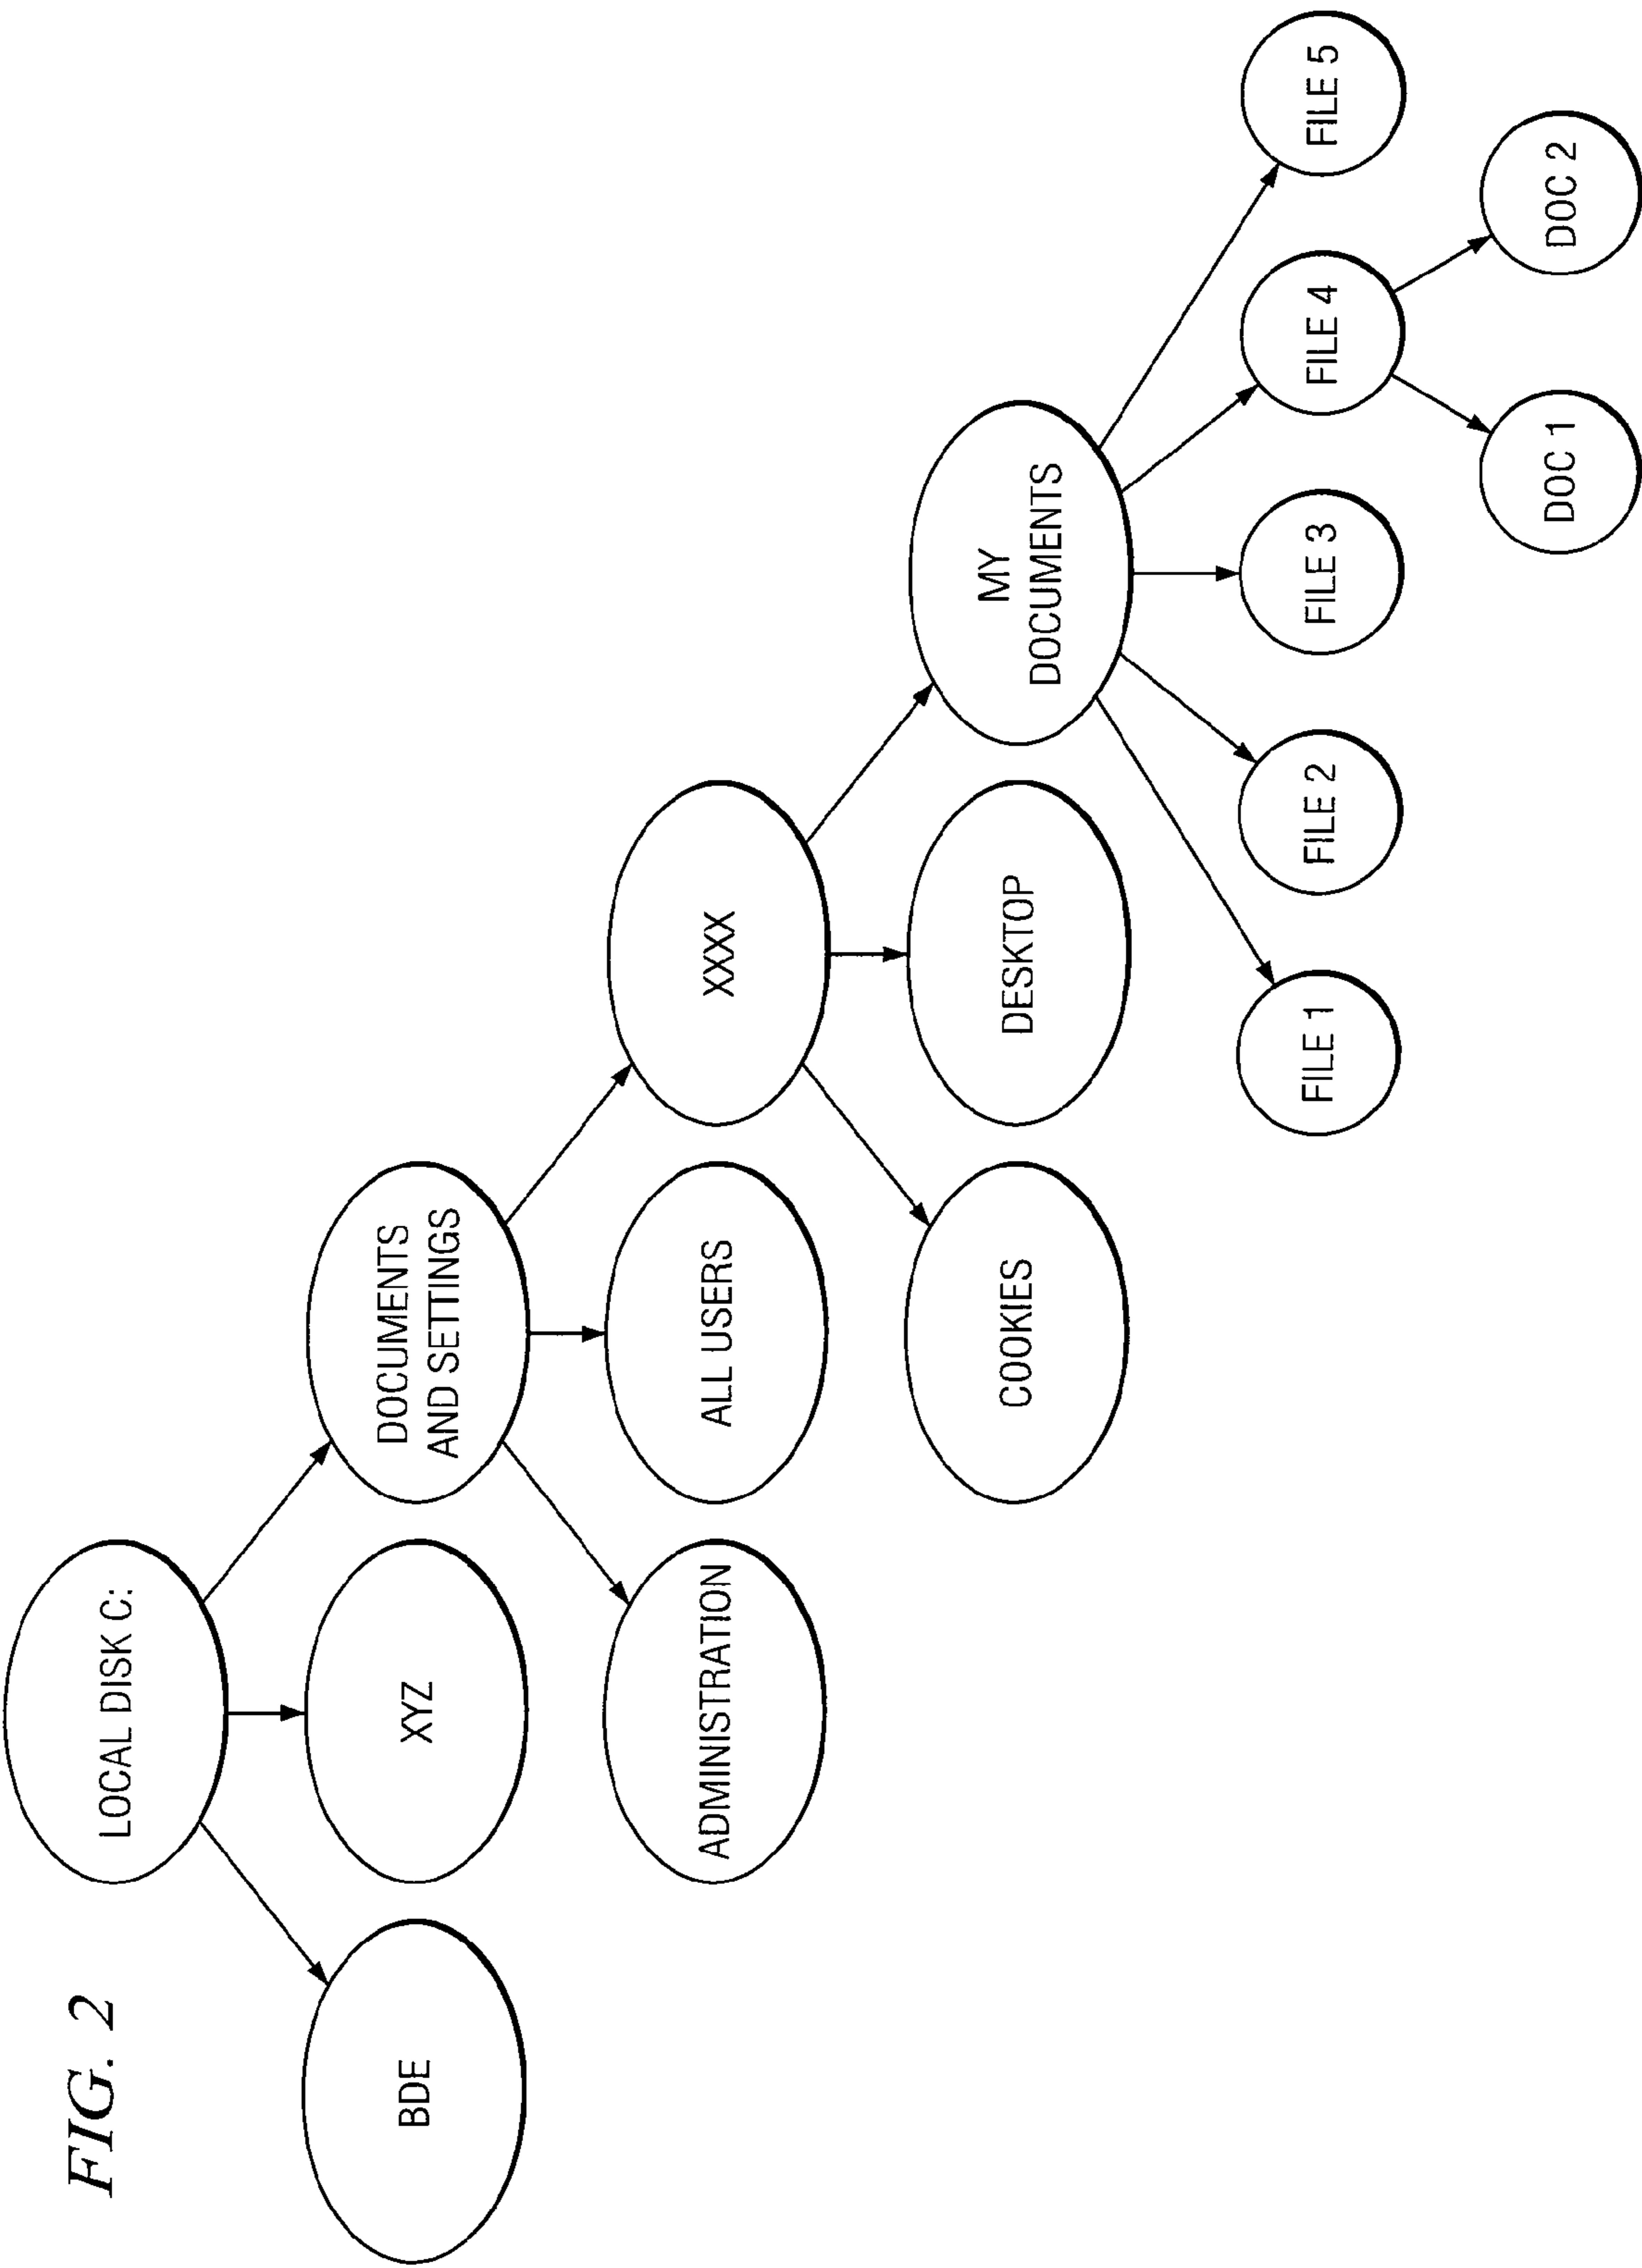 FIG. 2
LOCAL DISK C:
BDE
XYZ
DOCUMENTS
AND SETTINGS
ADMINISTRATION
ALL USERS
XXXX
COOKIES
DESKTOP
MY
DOCUMENTS
FILE 1
FILE 2
FILE 3
FILE 4
FILE 5
DOC 1
DOC 2